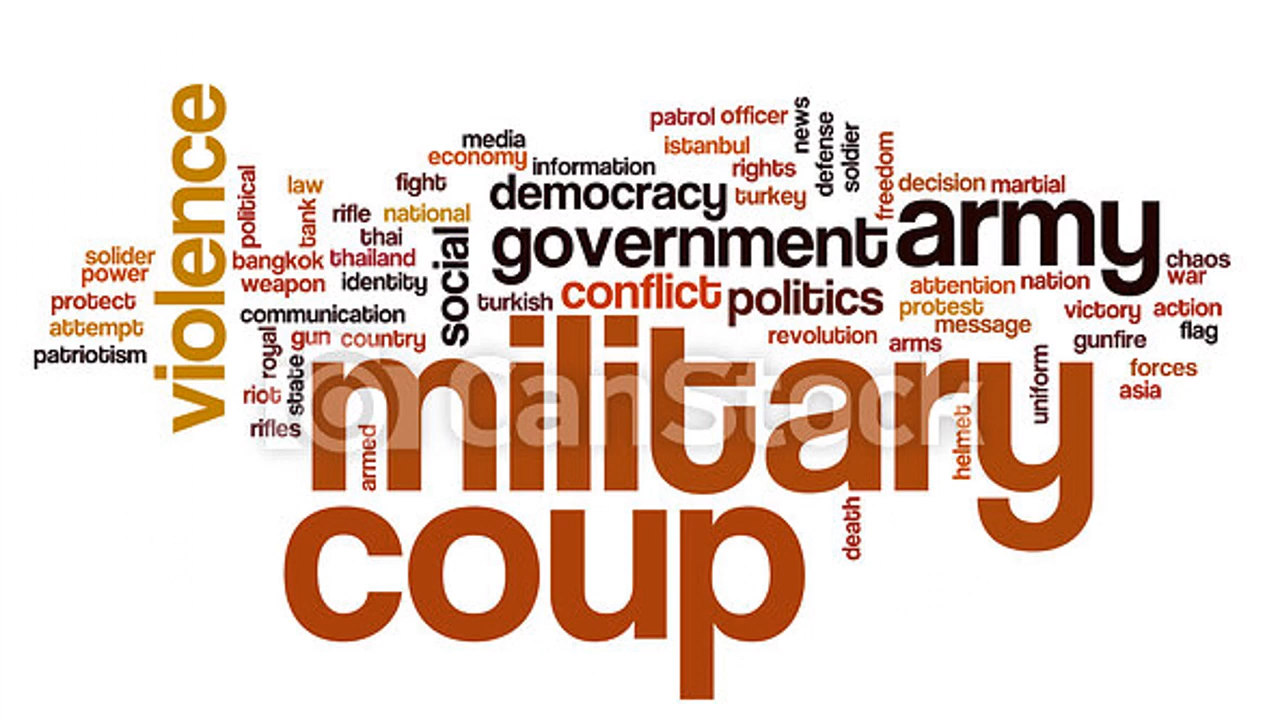 violence
political
law
tank
media
economy
fight
information
rifle national
thai
bangkok thailand
weapon identity
social
communication
gun country
royal
state
riot
rifles
armed
solider
power
protect
attempt
patriotism
patrol officer
news
istanbul
defense
soldier
rights
freedom
democracy turkey
decision martial
government army
turkish conflict politics
attention nation
protest
message
revolution arms
chaos
war
victory action
flag
gunfire
forces
asia
uniform
helmet
military
death
coup
© CanStock